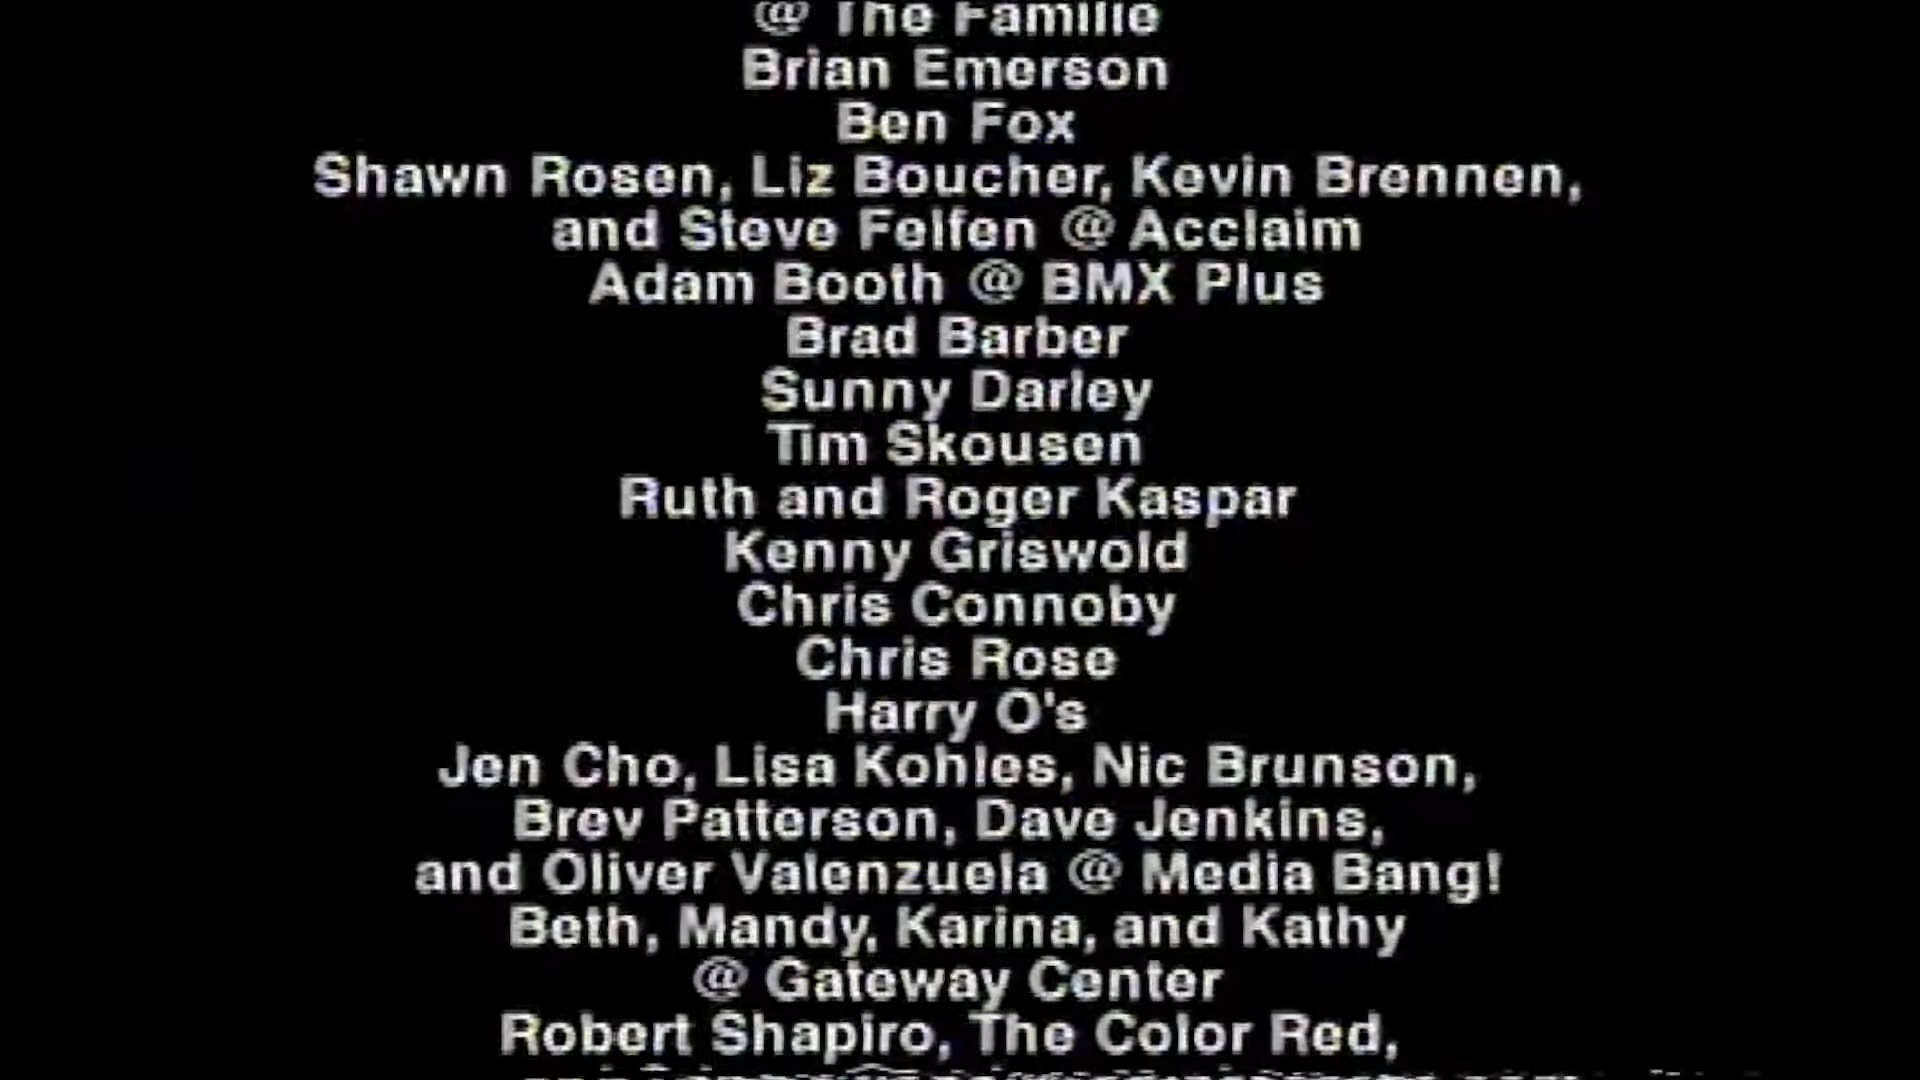 @ The Familie
Brian Emerson
Ben Fox
Shawn Rosen, Liz Boucher, Kevin Brennen,
and Steve Felfen @ Acclaim
Adam Booth @ BMX Plus
Brad Barber
Sunny Darley
Tim Skousen
Ruth and Roger Kaspar
Kenny Griswold
Chris Connoby
Chris Rose
Harry O's
Jen Cho, Lisa Kohles, Nic Brunson,
Brev Patterson, Dave Jenkins,
and Oliver Valenzuela @ Media Bang!
Beth, Mandy, Karina, and Kathy
@ Gateway Center
Robert Shapiro, The Color Red,